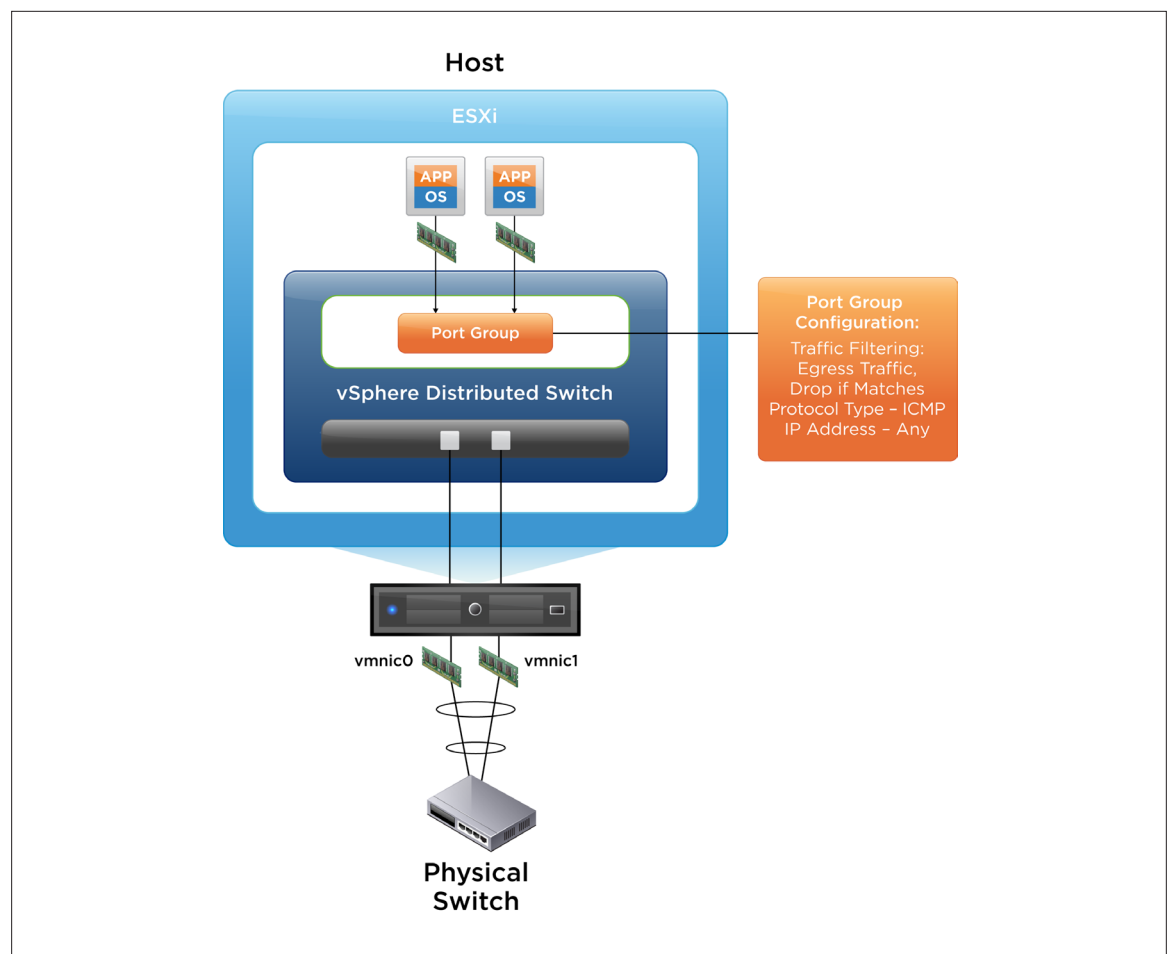 Host
ESXi
APP
OS
APP
OS
Port Group
vSphere Distributed Switch
Port Group
Configuration:
Traffic Filtering:
Egress Traffic,
Drop if Matches
Protocol Type – ICMP
IP Address – Any
vmnic0
vmnic1
Physical
Switch